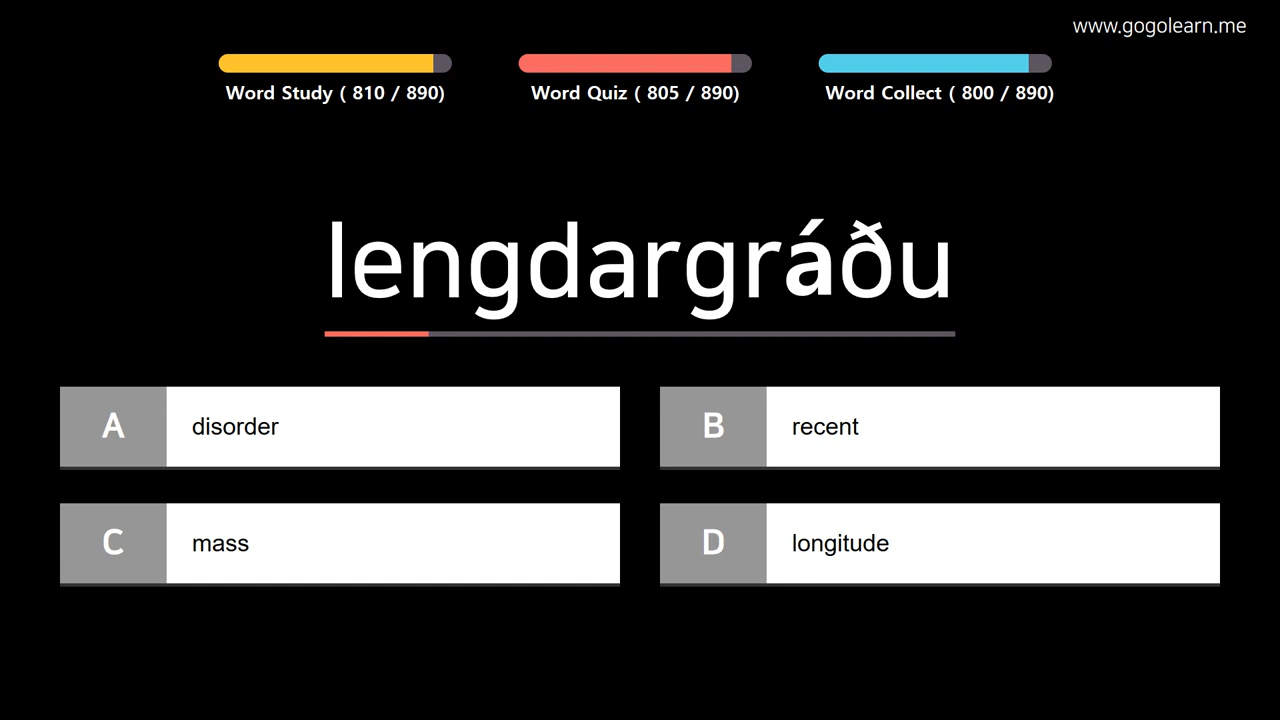 www.gogolearn.me
Word Study ( 810 / 890)
Word Quiz ( 805 / 890)
Word Collect ( 800 / 890)
lengdargráðu
A disorder
B recent
C mass
D longitude